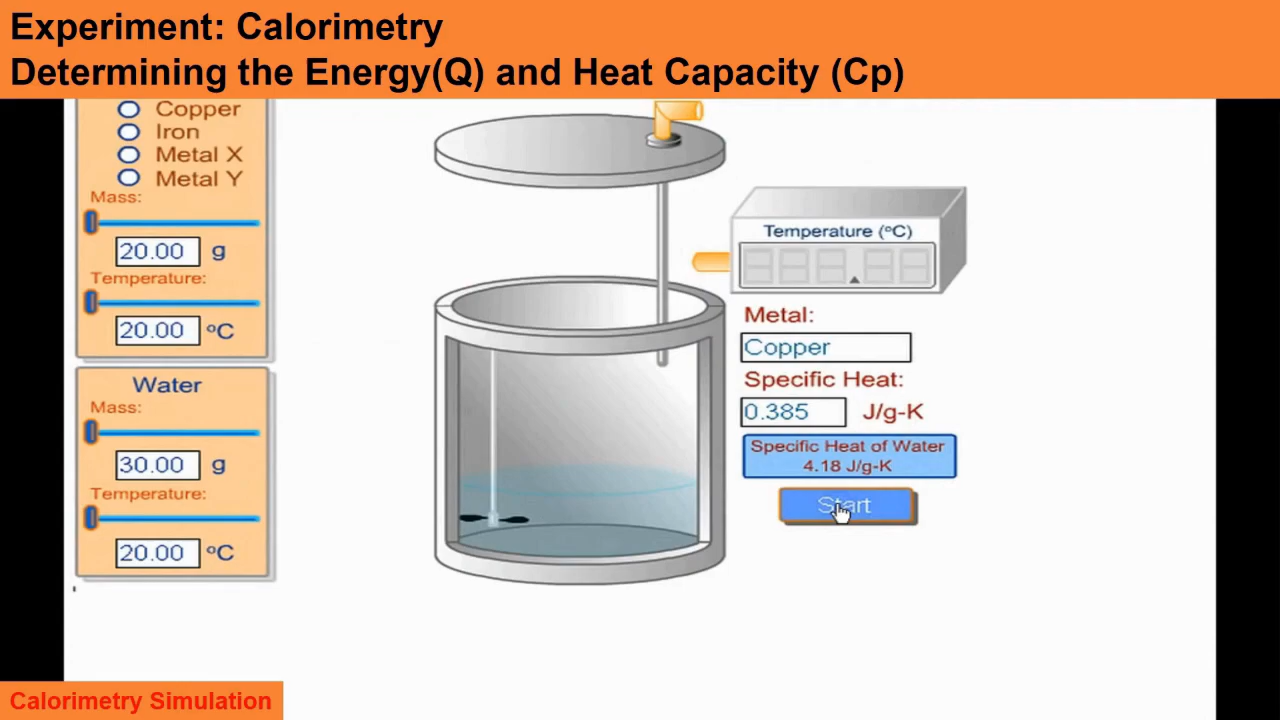 Experiment: Calorimetry
Determining the Energy(Q) and Heat Capacity (Cp)
Copper
Iron
Metal X
Metal Y
Mass:
20.00 g
Temperature:
20.00 °C
Water
Mass:
30.00 g
Temperature:
20.00 °C
Temperature (°C)
Metal:
Copper
Specific Heat:
0.385 J/g-K
Specific Heat of Water
4.18 J/g-K
Start
Calorimetry Simulation